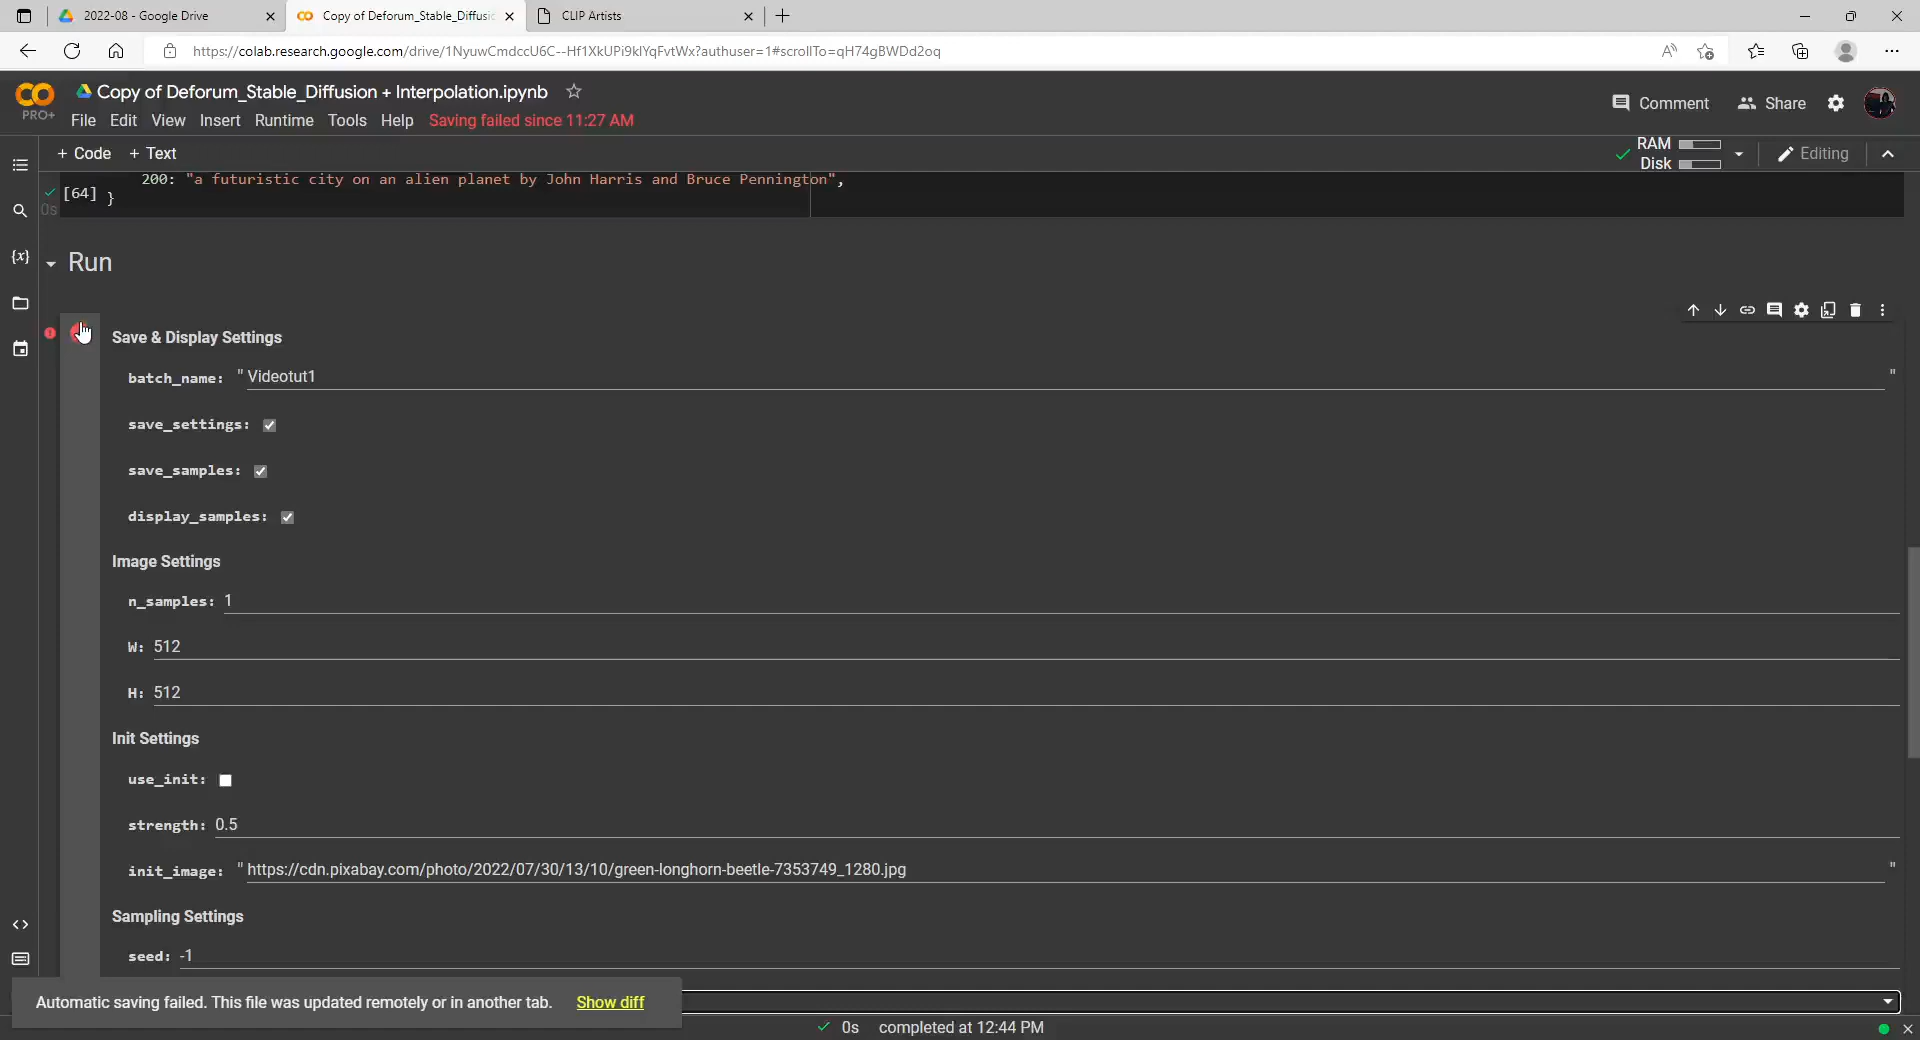 2022-08 - Google Drive
Copy of Deforum_Stable_Diffusi
CLIP Artists
https://colab.research.google.com/drive/1NyuwCmdccU6C--Hf1XkUPi9klYqFvtWx?authuser=1#scrollTo=qH74gBWDd2oq
CO
PRO+
Copy of Deforum_Stable_Diffusion + Interpolation.ipynb
Comment
Share
File Edit View Insert Runtime Tools Help Saving failed since 11:27 AM
+ Code + Text
RAM
Disk
Editing
200: "a futuristic city on an alien planet by John Harris and Bruce Pennington",
[64] }
0s
{x}
Run
Save & Display Settings
batch_name: " Videotut1 "
save_settings:
save_samples:
display_samples:
Image Settings
n_samples: 1
W: 512
H: 512
Init Settings
use_init:
strength: 0.5
init_image: " https://cdn.pixabay.com/photo/2022/07/30/13/10/green-longhorn-beetle-7353749_1280.jpg "
Sampling Settings
seed: -1
Automatic saving failed. This file was updated remotely or in another tab. Show diff
0s completed at 12:44 PM